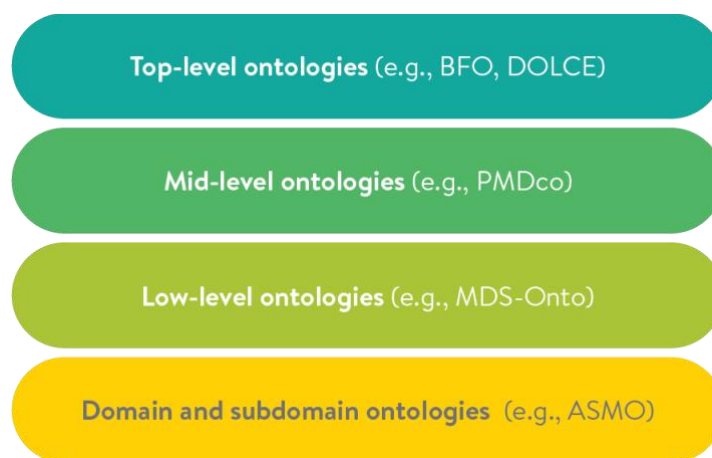 Top-level ontologies (e.g., BFO, DOLCE)
Mid-level ontologies (e.g., PMDco)
Low-level ontologies (e.g., MDS-Onto)
Domain and subdomain ontologies (e.g., ASMO)